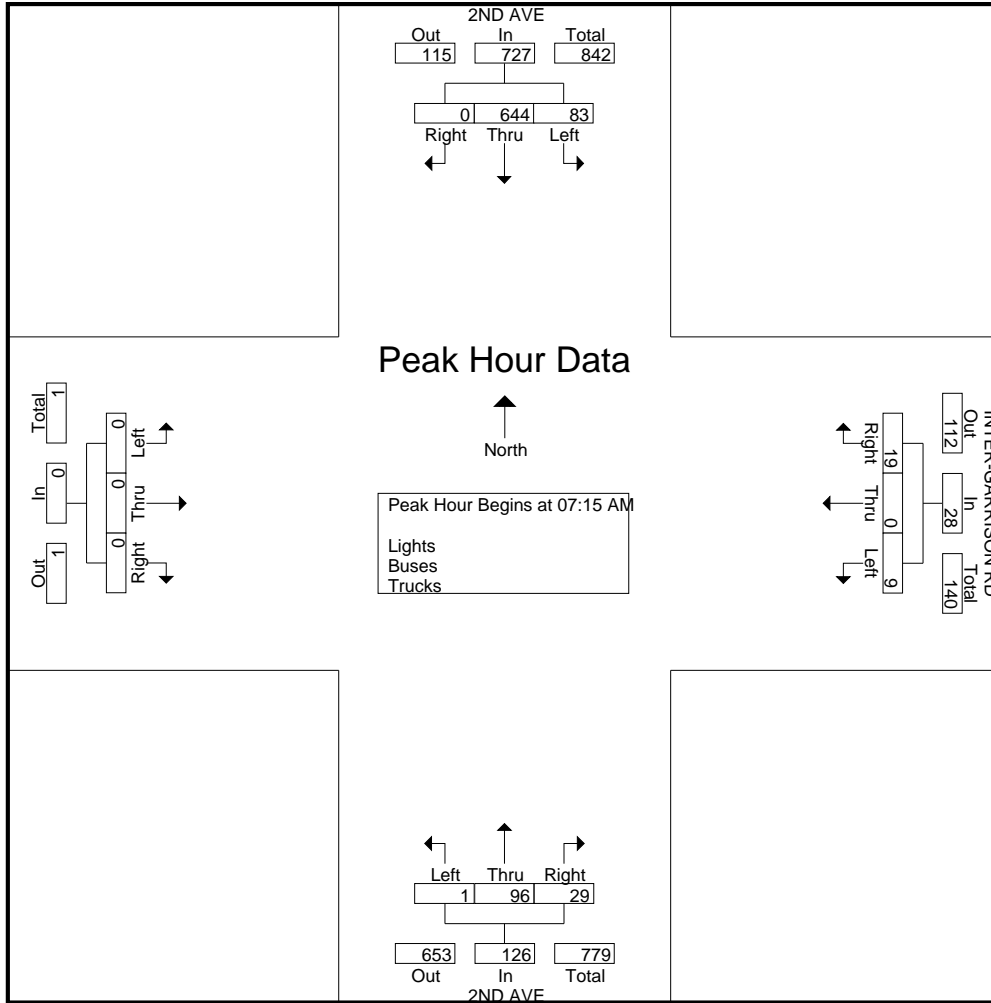 2ND AVE
Out In Total
115 727 842
0 644 83
Right Thru Left
Peak Hour Data
North
Peak Hour Begins at 07:15 AM
Lights
Buses
Trucks
Total In Out
1 0 1
0 0 0
Left Thru Right
Right Thru Left
19 0 9
112 28 140
Out In Total
INTER-GARRISON RD
Left Thru Right
1 96 29
653 126 779
Out In Total
2ND AVE